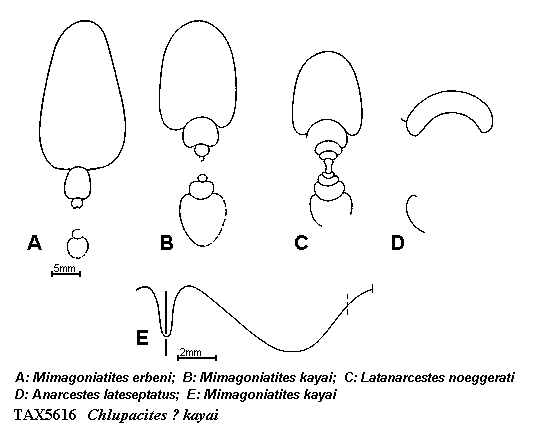 A
B
C
D
5mm
E
2mm
A: Mimagoniatites erbeni; B: Mimagoniatites kayai; C: Latanarcestes noeggerati
D: Anarcestes lateseptatus; E: Mimagoniatites kayai
TAX5616 Chlupacites ? kayai